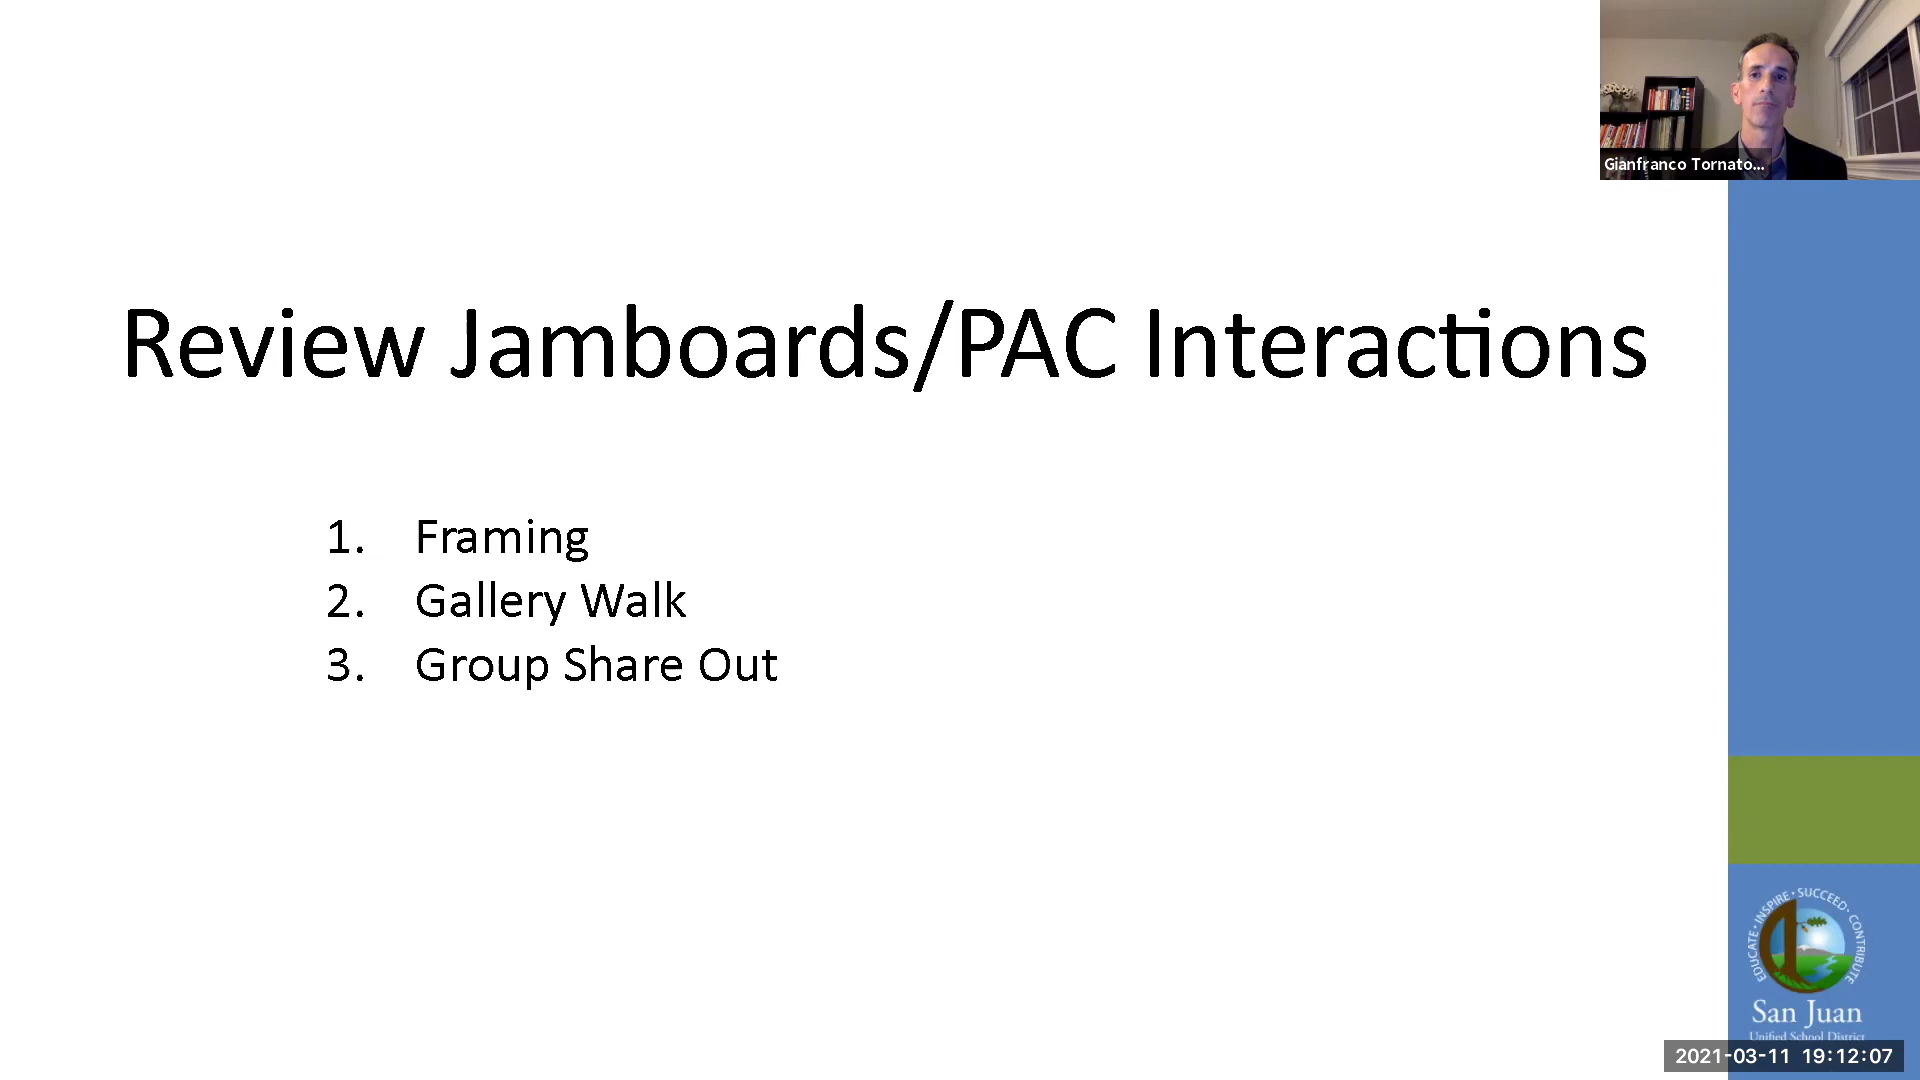 Gianfranco Tornato...
Review Jamboards/PAC Interactions
1. Framing
2. Gallery Walk
3. Group Share Out
EDUCATE • INSPIRE • SUCCEED • CONTRIBUTE
San Juan
Unified School District
2021-03-11 19:12:07